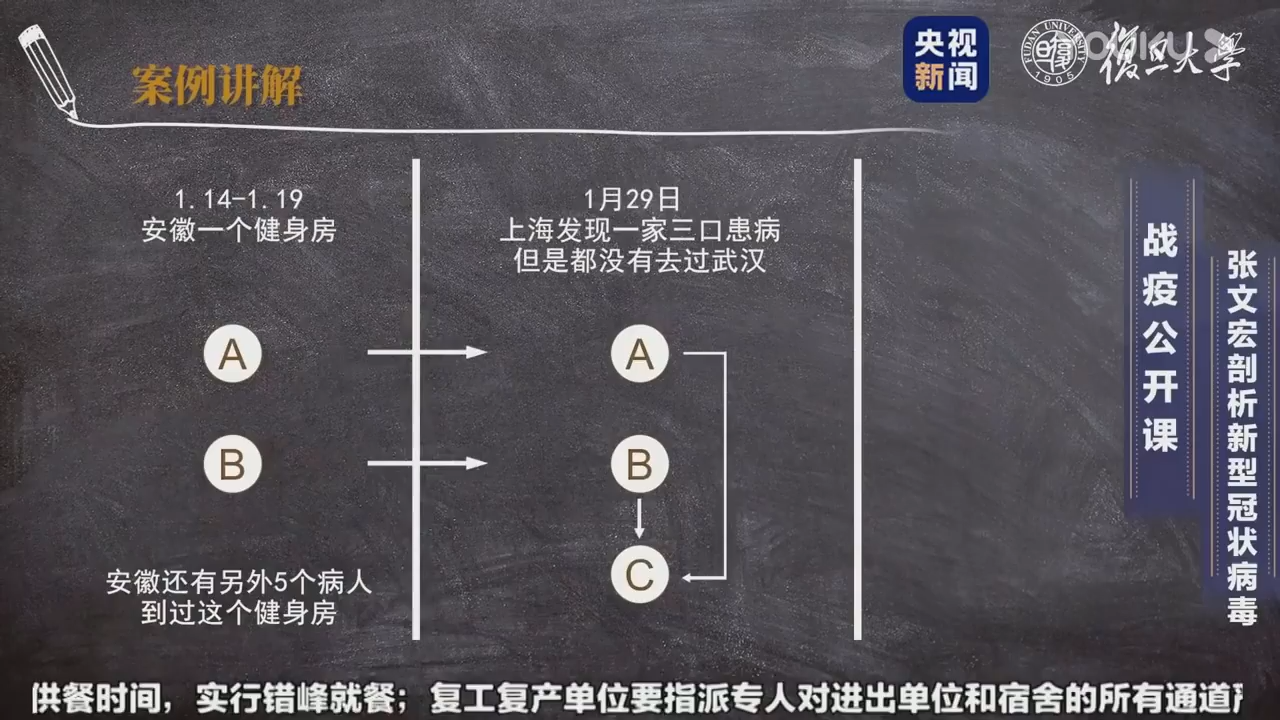 案例讲解
央视
新闻
FUDAN UNIVERSITY
1905
復旦大學
1.14-1.19
安徽一个健身房
1月29日
上海发现一家三口患病
但是都没有去过武汉
A
A
B
B
C
安徽还有另外5个病人
到过这个健身房
战疫公开课
张文宏剖析新型冠状病毒
供餐时间，实行错峰就餐；复工复产单位要指派专人对进出单位和宿舍的所有通道